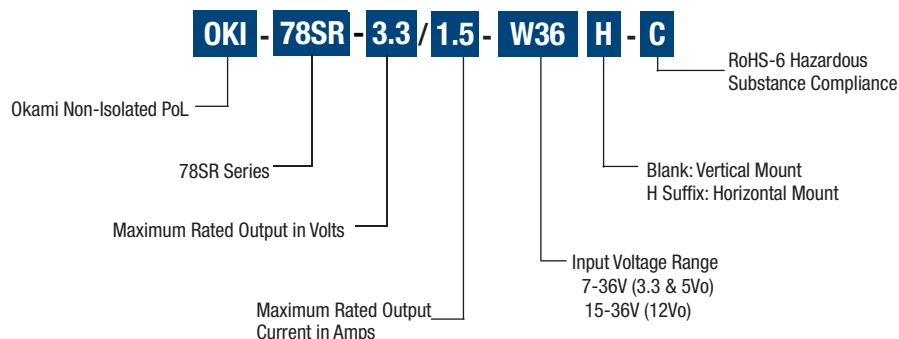 OKI - 78SR - 3.3 / 1.5 - W36 H - C
RoHS-6 Hazardous
Substance Compliance
Okami Non-Isolated PoL
78SR Series
Blank: Vertical Mount
H Suffix: Horizontal Mount
Maximum Rated Output in Volts
Input Voltage Range
7-36V (3.3 & 5Vo)
15-36V (12Vo)
Maximum Rated Output
Current in Amps